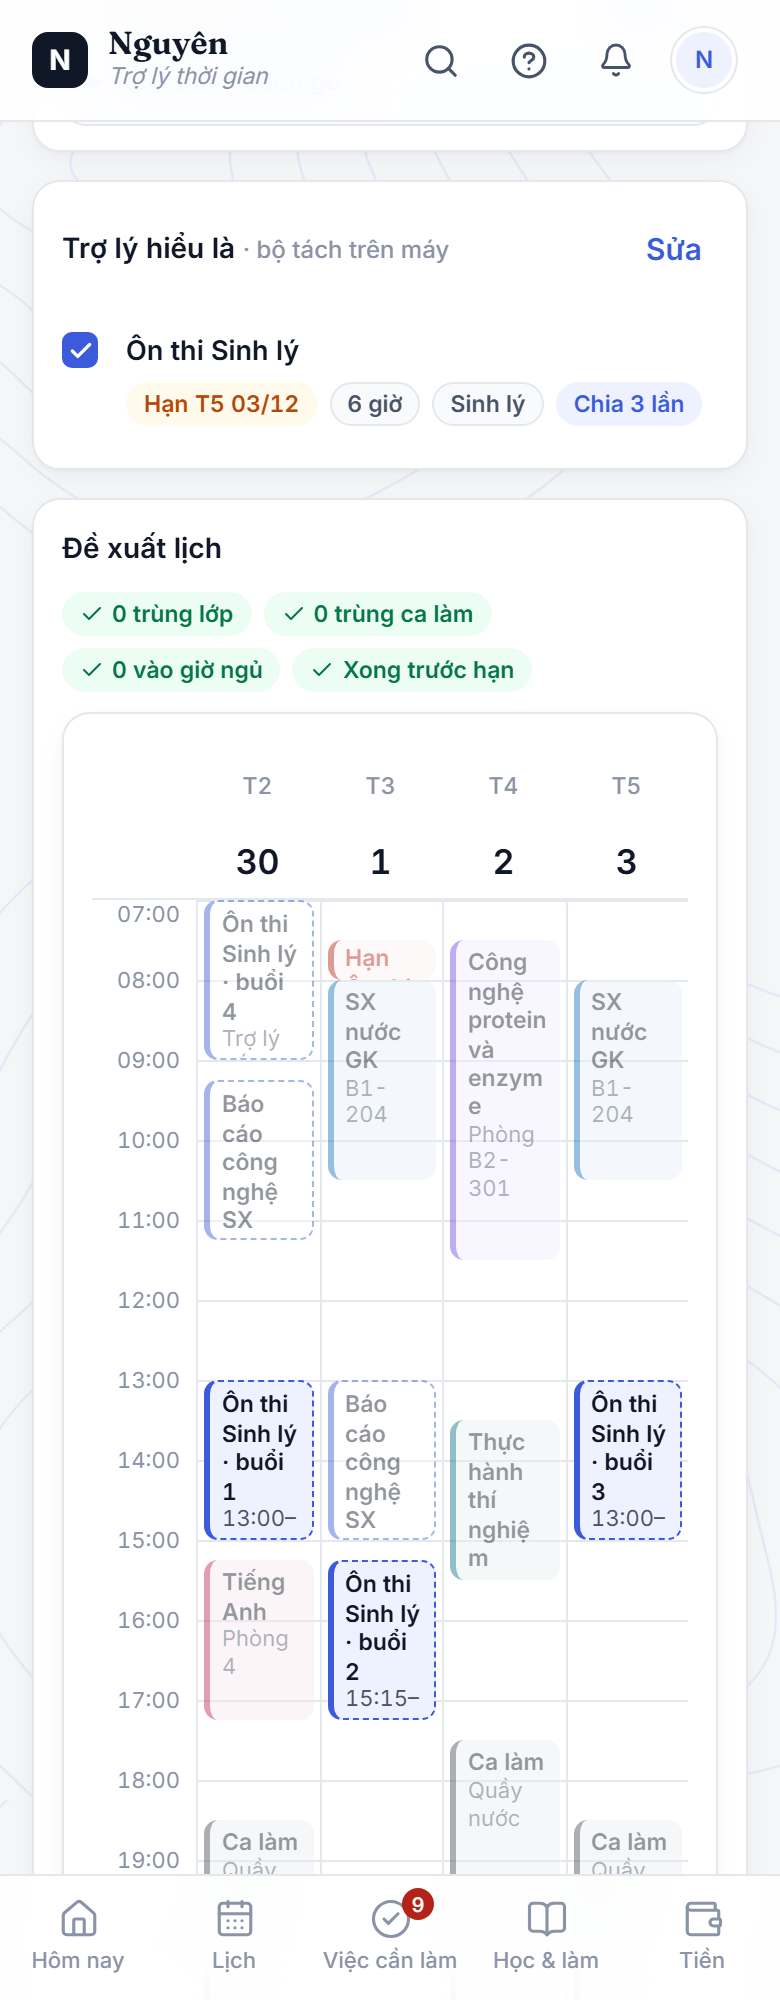 N
Nguyên
Trợ lý thời gian
N
Trợ lý hiểu là · bộ tách trên máy
Sửa
Ôn thi Sinh lý
Hạn T5 03/12
6 giờ
Sinh lý
Chia 3 lần
Đề xuất lịch
0 trùng lớp
0 trùng ca làm
0 vào giờ ngủ
Xong trước hạn
T2
T3
T4
T5
30
1
2
3
07:00
08:00
09:00
10:00
11:00
12:00
13:00
14:00
15:00
16:00
17:00
18:00
19:00
Ôn thi
Sinh lý
· buổi
4
Trợ lý
Báo
cáo
công
nghệ
SX
Ôn thi
Sinh lý
· buổi
1
13:00–
Tiếng
Anh
Phòng
4
Ca làm
Quầy
Hạn
SX
nước
GK
B1-
204
Báo
cáo
công
nghệ
SX
Ôn thi
Sinh lý
· buổi
2
15:15–
Công
nghệ
protein
và
enzym
e
Phòng
B2-
301
Thực
hành
thí
nghiệ
m
Ca làm
Quầy
nước
SX
nước
GK
B1-
204
Ôn thi
Sinh lý
· buổi
3
13:00–
Ca làm
Quầy
Hôm nay
Lịch
9
Việc cần làm
Học & làm
Tiền